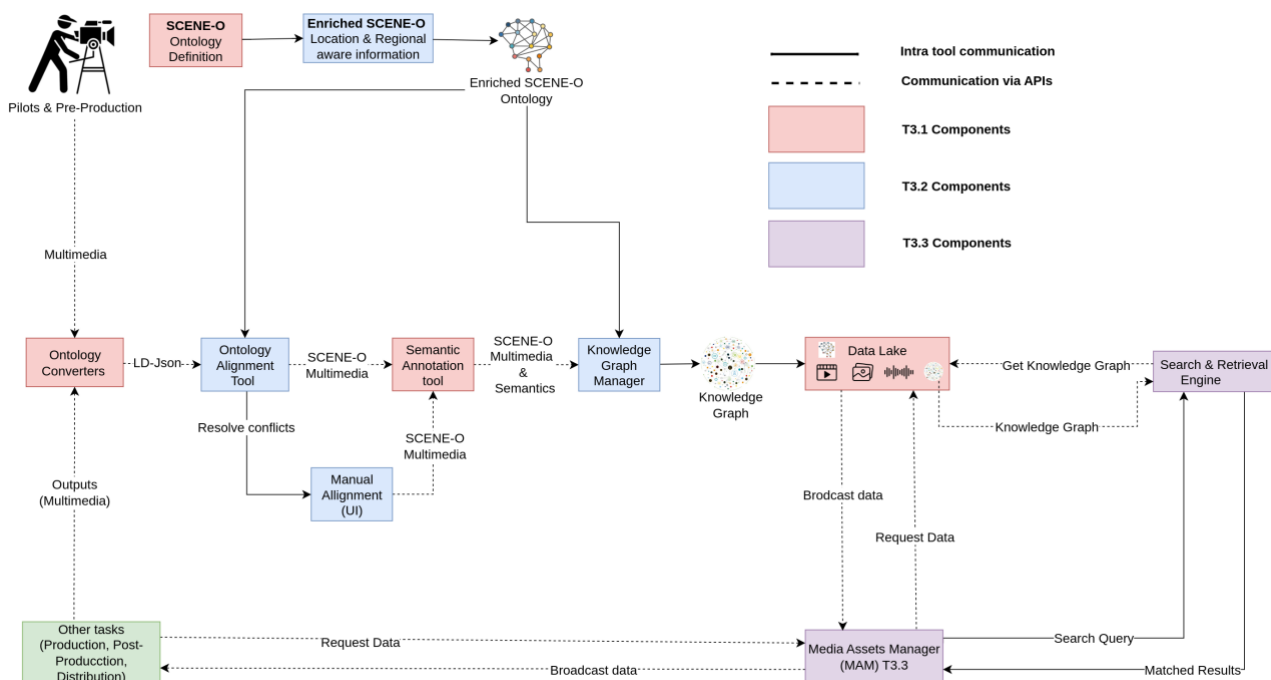 SCENE-O
Ontology
Definition
Enriched SCENE-O
Location & Regional
aware information
Enriched SCENE-O
Ontology
Pilots & Pre-Production
Intra tool communication
Communication via APIs
T3.1 Components
T3.2 Components
T3.3 Components
Multimedia
Ontology
Converters
LD-Json
Ontology
Alignment
Tool
SCENE-O
Multimedia
Semantic
Annotation
tool
SCENE-O
Multimedia
&
Semantics
Knowledge
Graph
Manager
Knowledge
Graph
Data Lake
Get Knowledge Graph
Search & Retrieval
Engine
Knowledge Graph
Resolve conflicts
SCENE-O
Multimedia
Manual
Allignment
(UI)
Outputs
(Multimedia)
Brodcast data
Request Data
Other tasks
(Production, Post-
Producction,
Distribution)
Request Data
Broadcast data
Media Assets Manager
(MAM) T3.3
Search Query
Matched Results